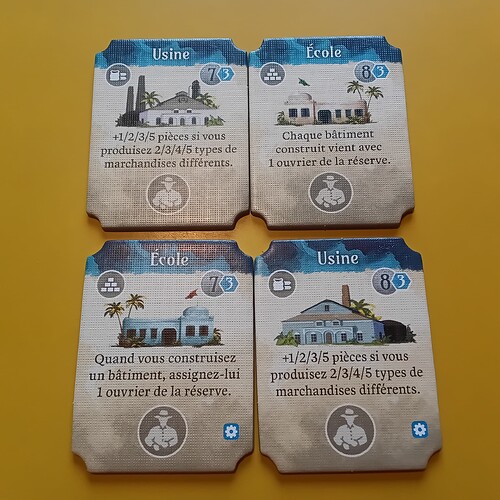 Usine
7 3
+1/2/3/5 pièces si vous
produisez 2/3/4/5 types de
marchandises différents.
École
8 3
Chaque bâtiment
construit vient avec
1 ouvrier de la réserve.
École
7 3
Quand vous construisez
un bâtiment, assignez-lui
1 ouvrier de la réserve.
Usine
8 3
+1/2/3/5 pièces si vous
produisez 2/3/4/5 types de
marchandises différents.